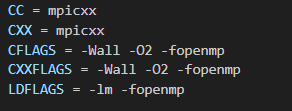 CC = mpicxx
CXX = mpicxx
CFLAGS = -Wall -O2 -fopenmp
CXXFLAGS = -Wall -O2 -fopenmp
LDFLAGS = -lm -fopenmp